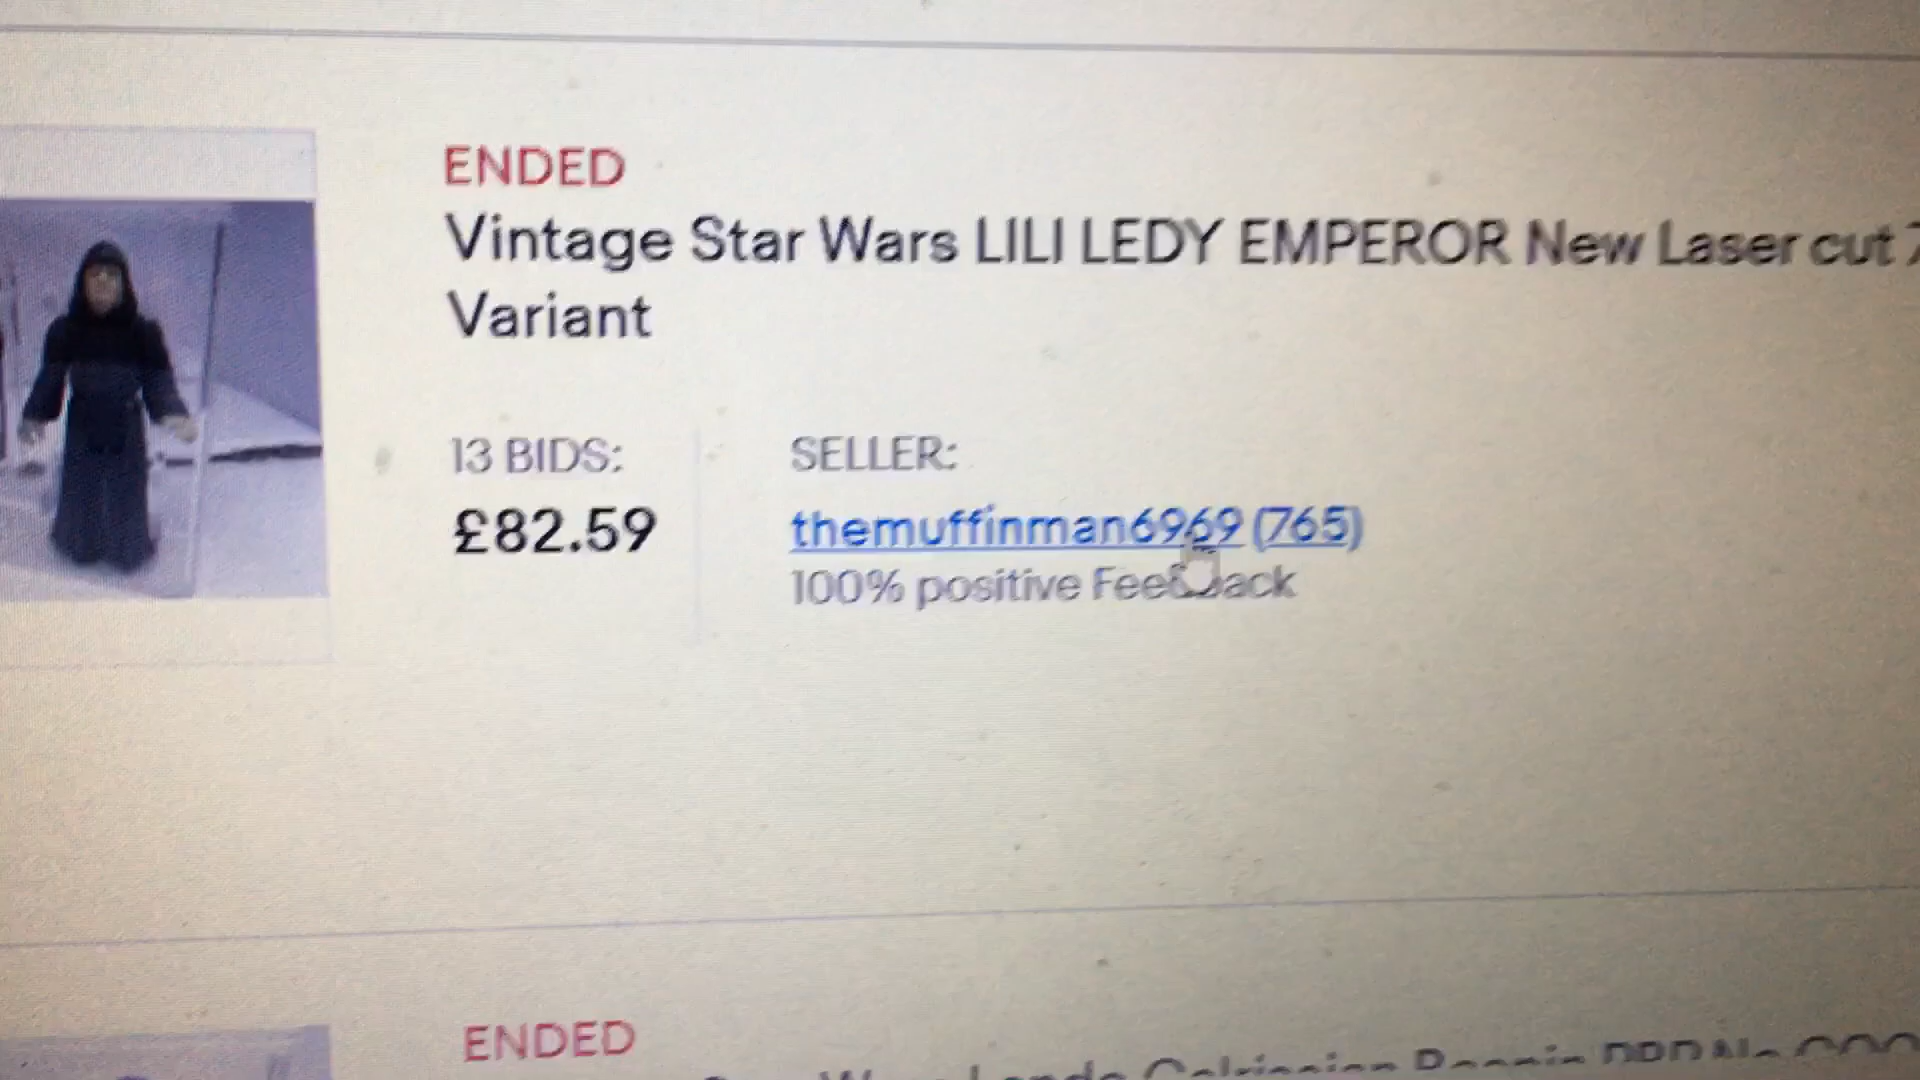 ENDED
Vintage Star Wars LILI LEDY EMPEROR New Laser cut
Variant
13 BIDS:
£82.59
SELLER:
themuffinman6969 (765)
100% positive Feedback
ENDED